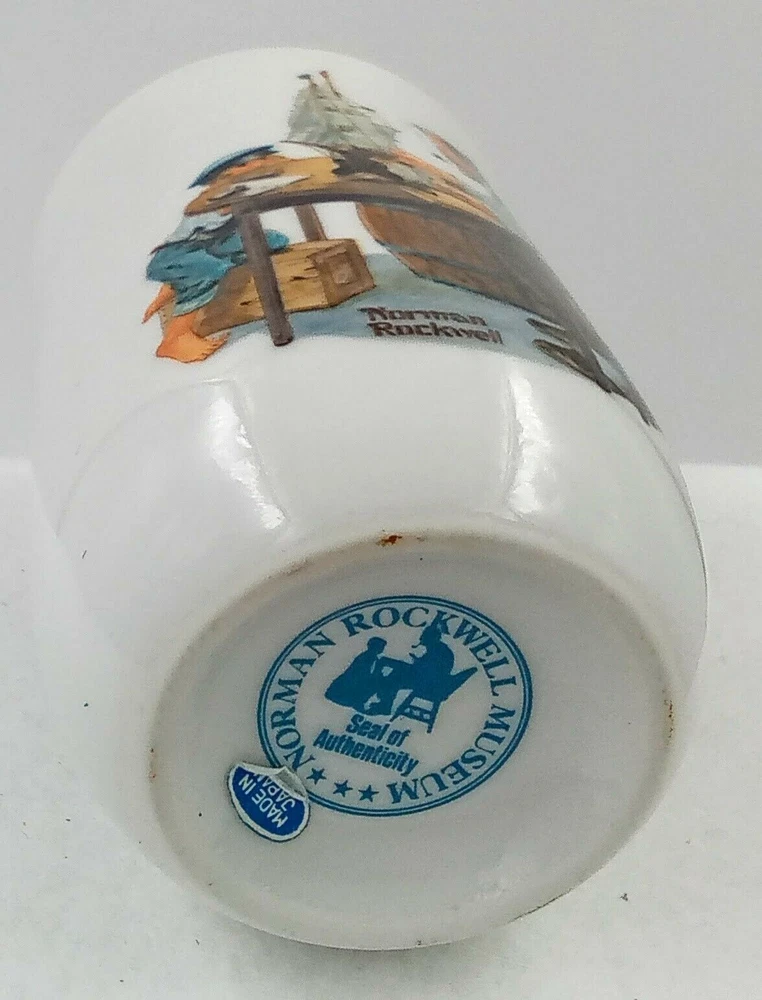 Norman
Rockwell
NORMAN ROCKWELL MUSEUM
Seal of
Authenticity
MADE IN
JAPAN